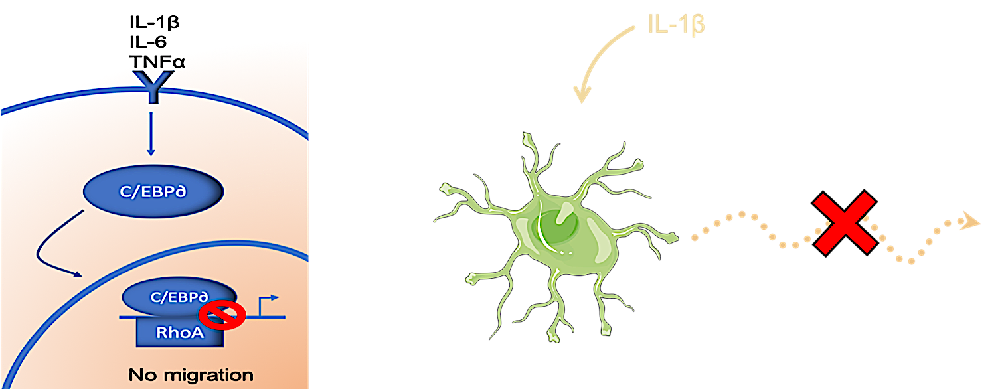 IL-1β
IL-6
TNFα
C/EBP∂
C/EBP∂
RhoA
No migration
IL-1β